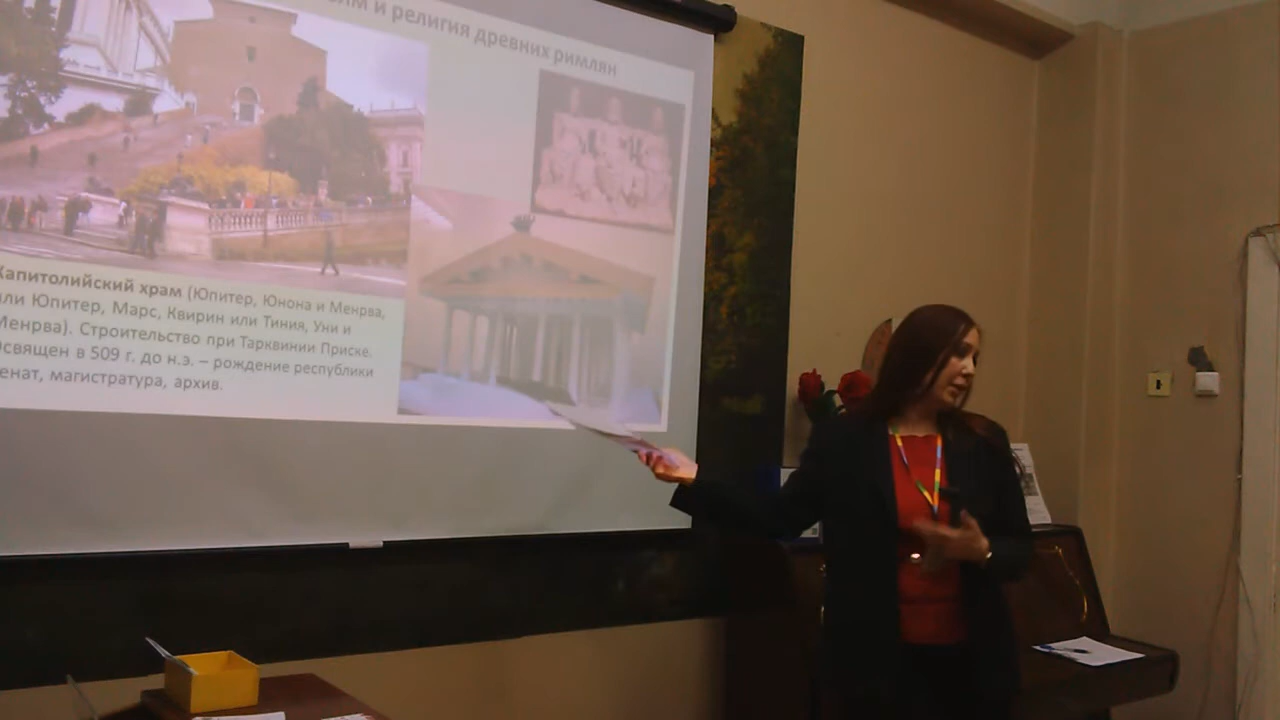 и религия древних римлян
Капитолийский храм (Юпитер, Юнона и Менрва,
или Юпитер, Марс, Квирин или Тиния, Уни и
Менрва). Строительство при Тарквинии Приске.
Освящен в 509 г. до н.э. – рождение республики
сенат, магистратура, архив.